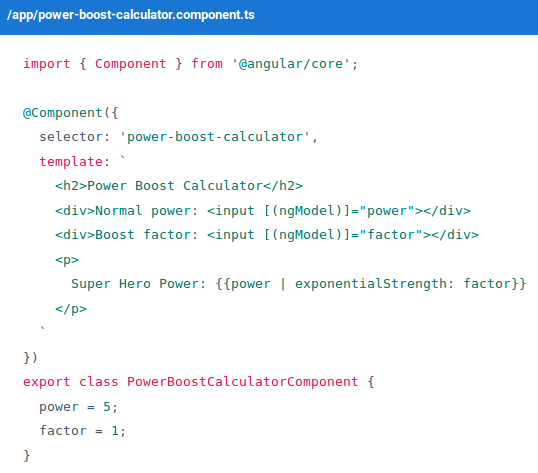 /app/power-boost-calculator.component.ts
import { Component } from '@angular/core';
@Component({
  selector: 'power-boost-calculator',
  template: `
    <h2>Power Boost Calculator</h2>
    <div>Normal power: <input [(ngModel)]="power"></div>
    <div>Boost factor: <input [(ngModel)]="factor"></div>
    <p>
      Super Hero Power: {{power | exponentialStrength: factor}}
    </p>
  `
})
export class PowerBoostCalculatorComponent {
  power = 5;
  factor = 1;
}